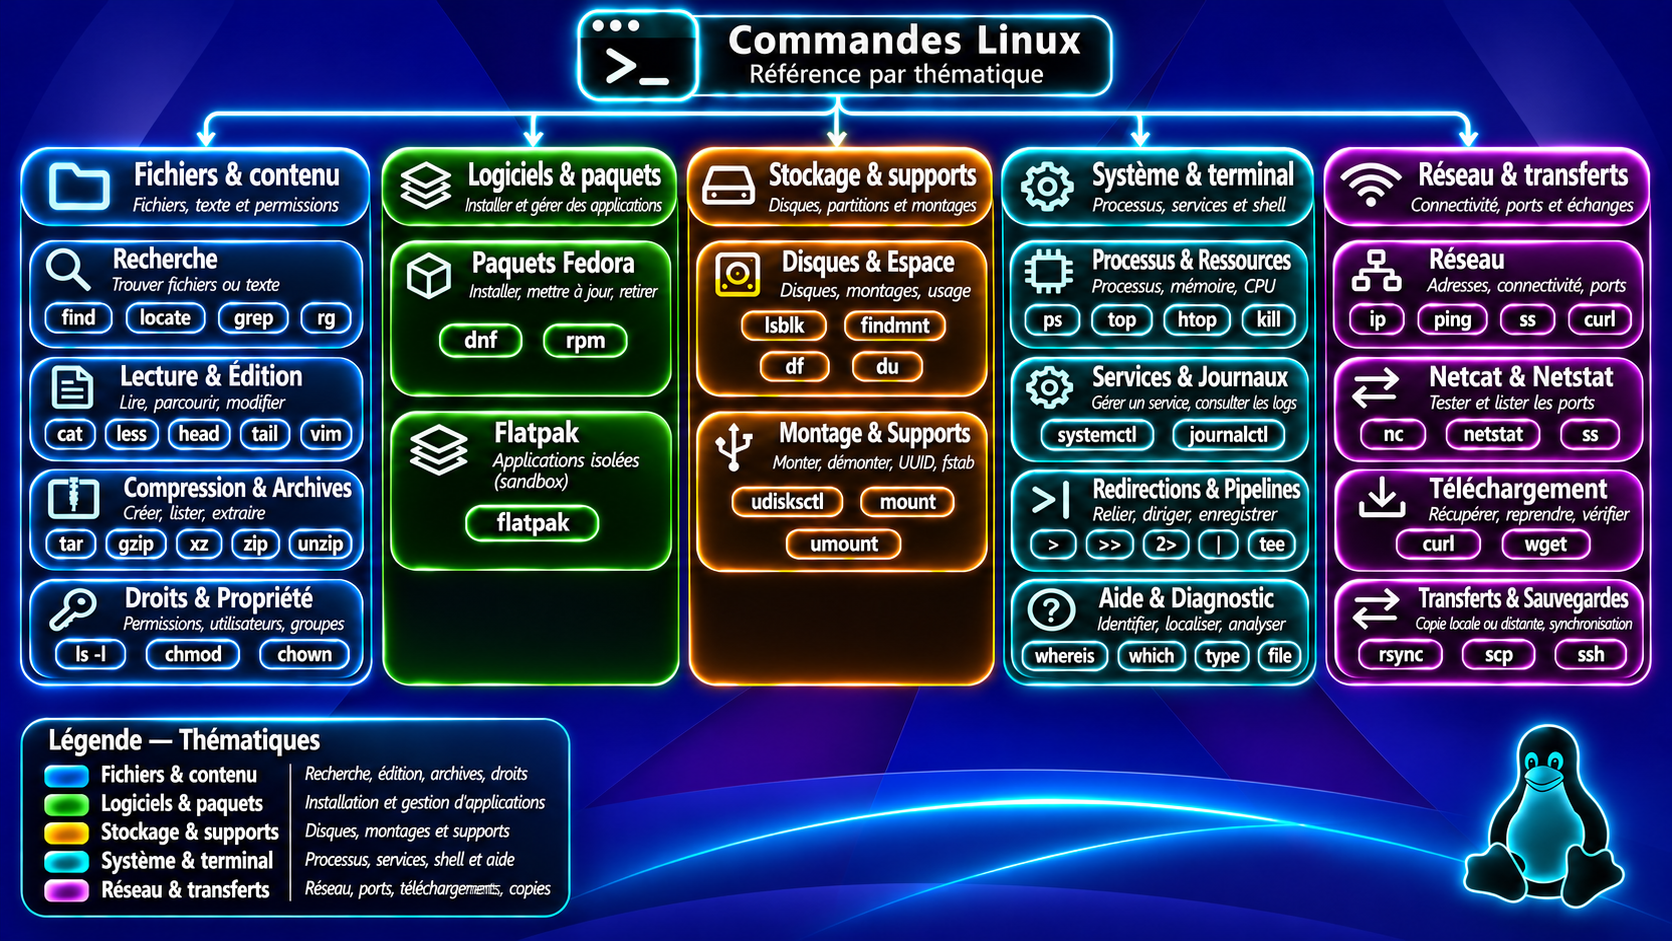 >_
Commandes Linux
Référence par thématique
Fichiers & contenu
Fichiers, texte et permissions
Recherche
Trouver fichiers ou texte
find locate grep rg
Lecture & Édition
Lire, parcourir, modifier
cat less head tail vim
Compression & Archives
Créer, lister, extraire
tar gzip xz zip unzip
Droits & Propriété
Permissions, utilisateurs, groupes
ls -l chmod chown
Logiciels & paquets
Installer et gérer des applications
Paquets Fedora
Installer, mettre à jour, retirer
dnf rpm
Flatpak
Applications isolées
(sandbox)
flatpak
Stockage & supports
Disques, partitions et montages
Disques & Espace
Disques, montages, usage
lsblk findmnt
df du
Montage & Supports
Monter, démonter, UUID, fstab
udisksctl mount
umount
Système & terminal
Processus, services et shell
Processus & Ressources
Processus, mémoire, CPU
ps top htop kill
Services & Journaux
Gérer un service, consulter les logs
systemctl journalctl
Redirections & Pipelines
Relier, diriger, enregistrer
> >> 2> | tee
Aide & Diagnostic
Identifier, localiser, analyser
whereis which type file
Réseau & transferts
Connectivité, ports et échanges
Réseau
Adresses, connectivité, ports
ip ping ss curl
Netcat & Netstat
Tester et lister les ports
nc netstat ss
Téléchargement
Récupérer, reprendre, vérifier
curl wget
Transferts & Sauvegardes
Copie locale ou distante, synchronisation
rsync scp ssh
Légende — Thématiques
Fichiers & contenu Recherche, édition, archives, droits
Logiciels & paquets Installation et gestion d'applications
Stockage & supports Disques, montages et supports
Système & terminal Processus, services, shell et aide
Réseau & transferts Réseau, ports, téléchargements, copies